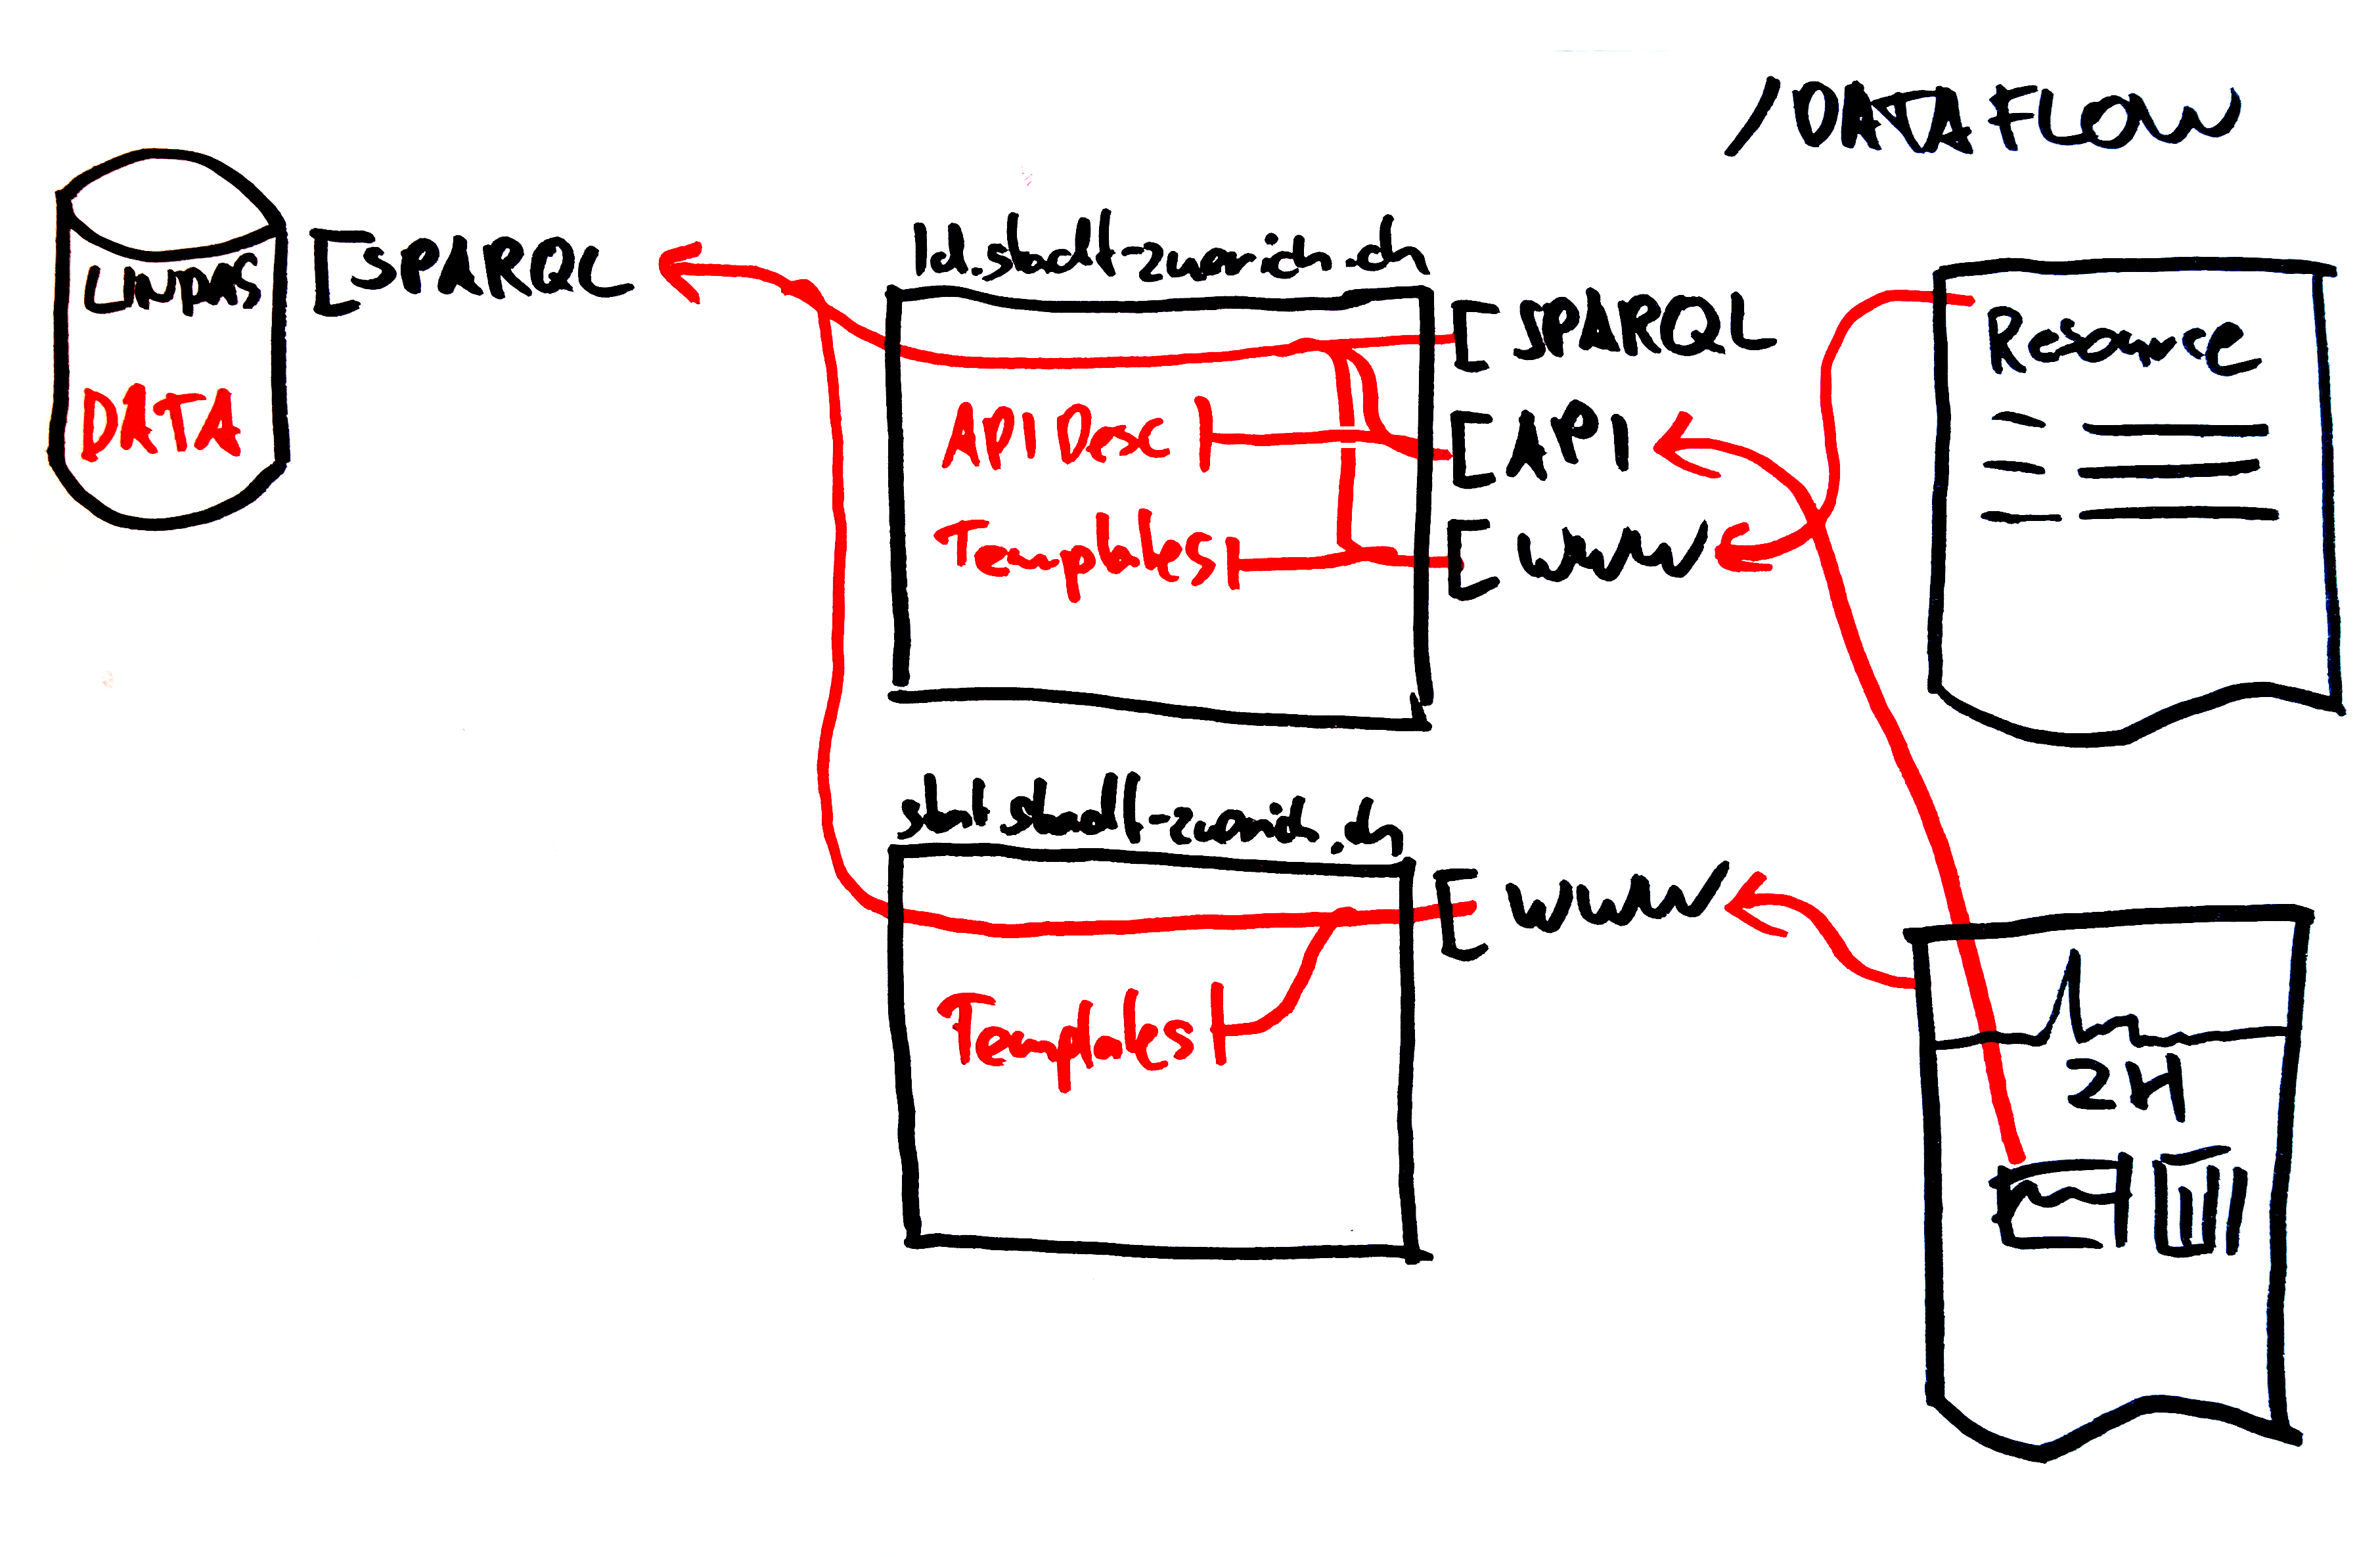 /DATA FLOW
LINDAS
DATA
SPARQL
ld.stadt-zuerich.ch
SPARQL
API
WWW
API Desc
Templates
Resource
stat.stadt-zuerich.ch
WWW
Templates
ZH